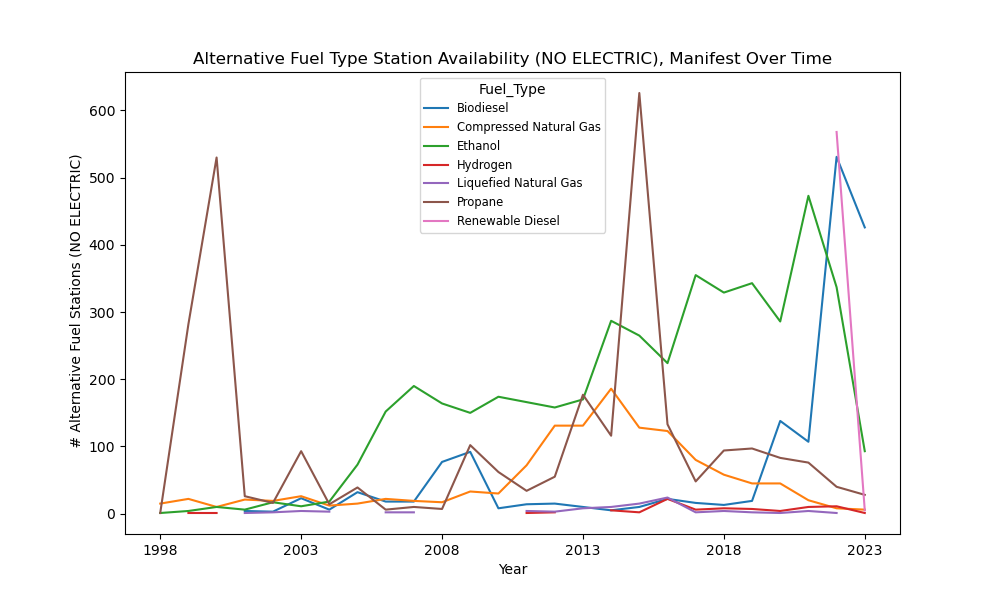 Alternative Fuel Type Station Availability (NO ELECTRIC), Manifest Over Time
# Alternative Fuel Stations (NO ELECTRIC)
600
500
400
300
200
100
0
Fuel_Type
Biodiesel
Compressed Natural Gas
Ethanol
Hydrogen
Liquefied Natural Gas
Propane
Renewable Diesel
1998 2003 2008 2013 2018 2023
Year